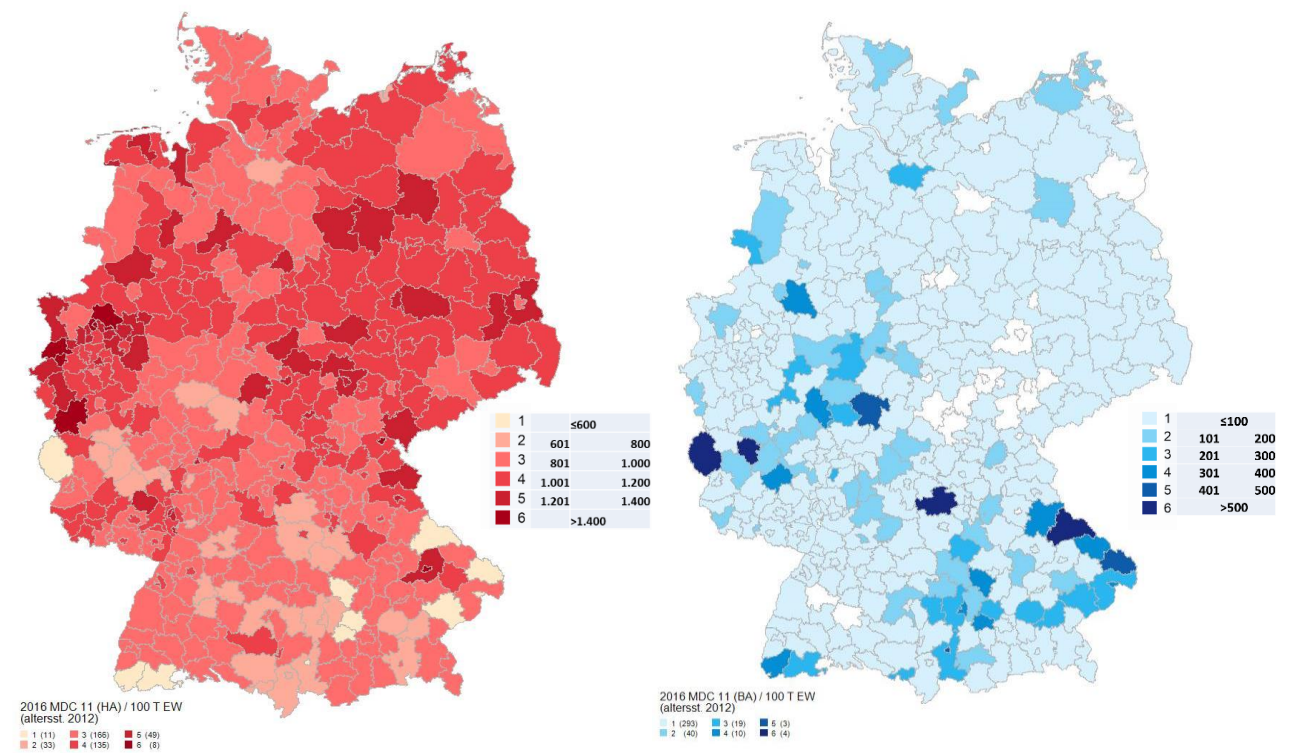 1 ≤600
2 601 800
3 801 1.000
4 1.001 1.200
5 1.201 1.400
6 >1.400
2016 MDC 11 (HA) / 100 T EW
(altersst. 2012)
1 (11) 3 (166) 5 (49)
2 (33) 4 (135) 6 (8)
1 ≤100
2 101 200
3 201 300
4 301 400
5 401 500
6 >500
2016 MDC 11 (BA) / 100 T EW
(altersst. 2012)
1 (293) 3 (19) 5 (3)
2 (40) 4 (10) 6 (4)